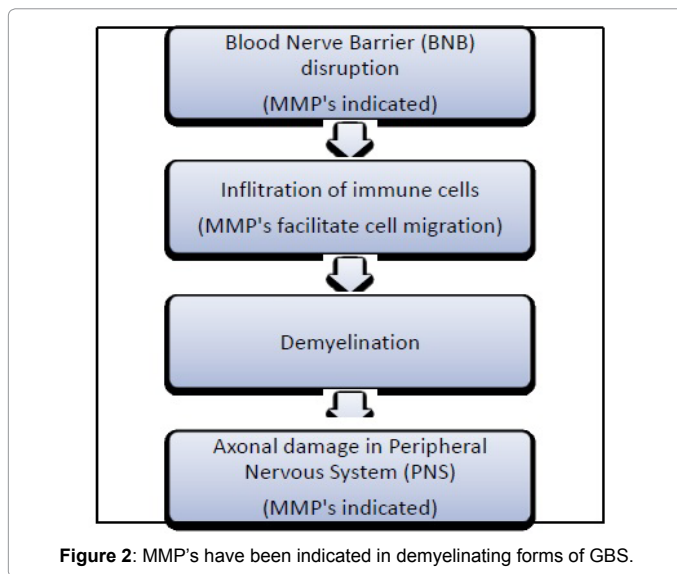 Blood Nerve Barrier (BNB)
disruption
(MMP's indicated)
Inflitration of immune cells
(MMP's facilitate cell migration)
Demyelination
Axonal damage in Peripheral
Nervous System (PNS)
(MMP's indicated)
Figure 2: MMP's have been indicated in demyelinating forms of GBS.